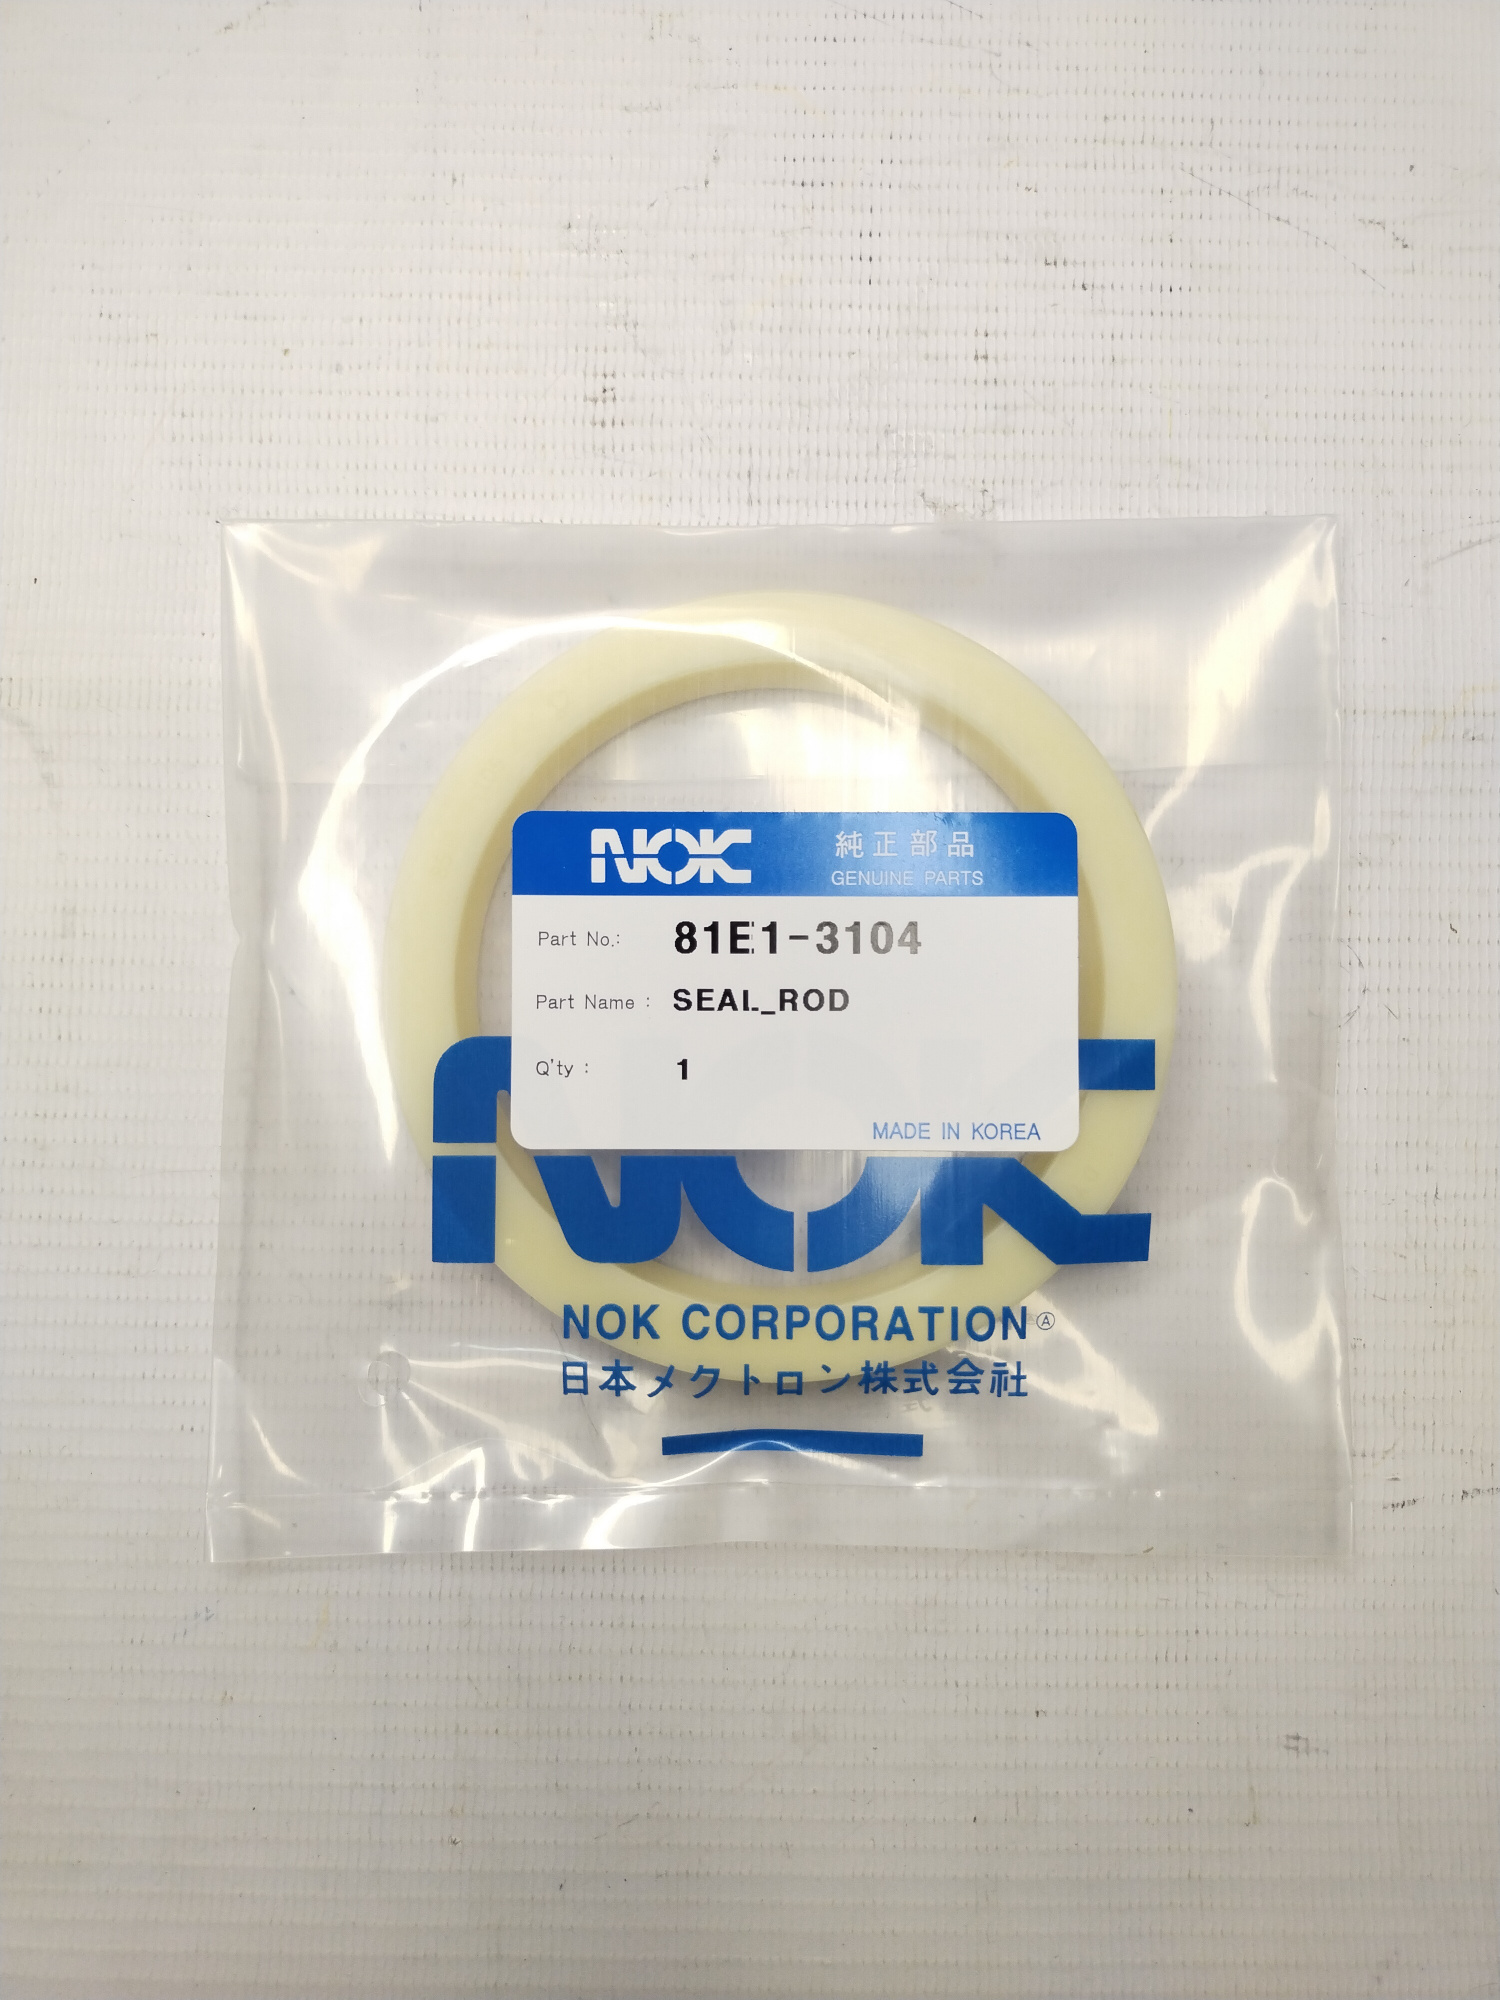 NOK 純正部品
GENUINE PARTS
Part No.: 81E1-3104
Part Name : SEAL_ROD
Q'ty : 1
MADE IN KOREA
NOK
NOK CORPORATION Ⓐ
日本メクトロン株式会社